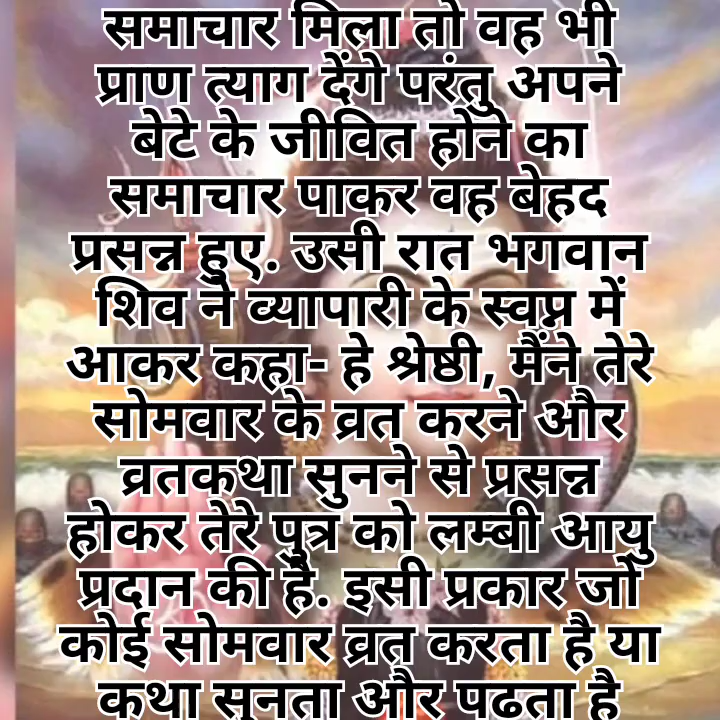 समाचार मिला तो वह भी
प्राण त्याग देंगे परंतु अपने
बेटे के जीवित होने का
समाचार पाकर वह बेहद
प्रसन्न हुए. उसी रात भगवान
शिव ने व्यापारी के स्वप्न में
आकर कहा- हे श्रेष्ठी, मैंने तेरे
सोमवार के व्रत करने और
व्रतकथा सुनने से प्रसन्न
होकर तेरे पुत्र को लम्बी आयु
प्रदान की है. इसी प्रकार जो
कोई सोमवार व्रत करता है या
कथा सुनता और पढ़ता है